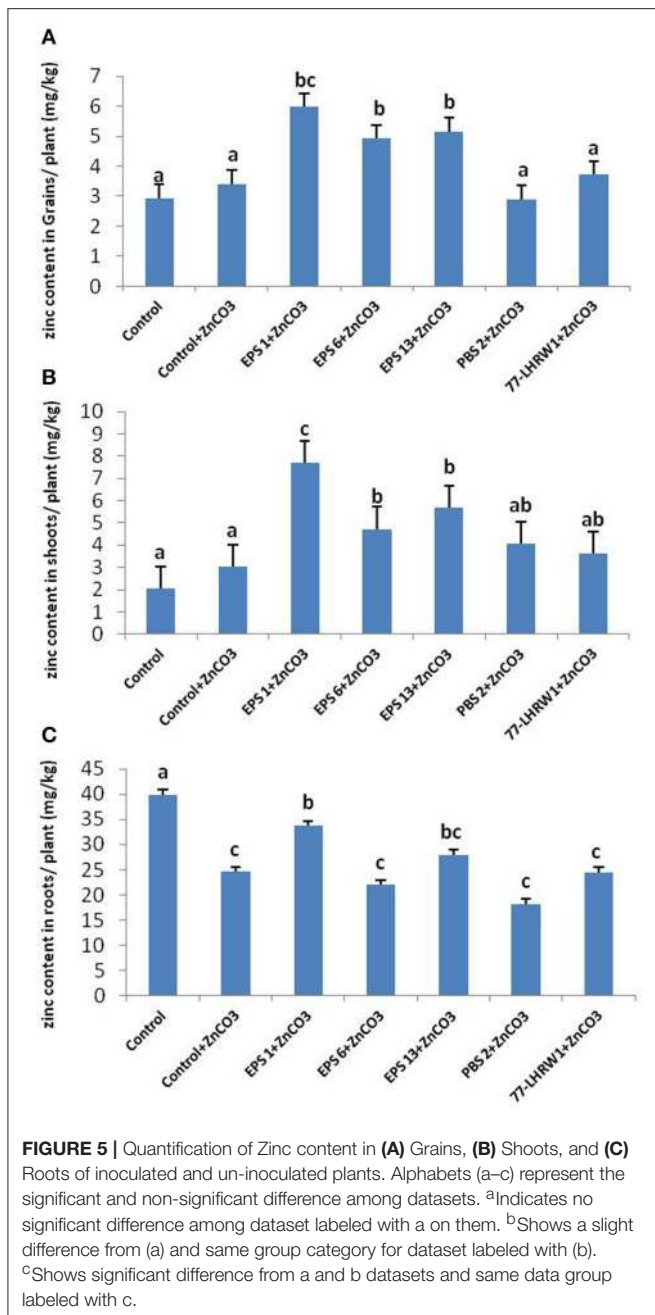 A
zinc content in Grains/ plant (mg/kg)
7
6
5
4
3
2
1
0
a
a
bc
b
b
a
a
Control
Control+ZnCO3
EPS 1+ZnCO3
EPS 6+ZnCO3
EPS 13+ZnCO3
PBS 2+ZnCO3
77-LHRW1+ZnCO3
B
zinc content in shoots/ plant (mg/kg)
10
9
8
7
6
5
4
3
2
1
0
a
a
c
b
b
ab
ab
Control
Control+ZnCO3
EPS 1+ZnCO3
EPS 6+ZnCO3
EPS 13+ZnCO3
PBS 2+ZnCO3
77-LHRW1+ZnCO3
C
zinc content in roots/ plant (mg/kg)
45
40
35
30
25
20
15
10
5
0
a
c
b
c
bc
c
c
Control
Control+ZnCO3
EPS 1+ZnCO3
EPS 6+ZnCO3
EPS 13+ZnCO3
PBS 2+ZnCO3
77-LHRW1+ZnCO3
FIGURE 5 | Quantification of Zinc content in (A) Grains, (B) Shoots, and (C)
Roots of inoculated and un-inoculated plants. Alphabets (a–c) represent the
significant and non-significant difference among datasets. aIndicates no
significant difference among dataset labeled with a on them. bShows a slight
difference from (a) and same group category for dataset labeled with (b).
cShows significant difference from a and b datasets and same data group
labeled with c.